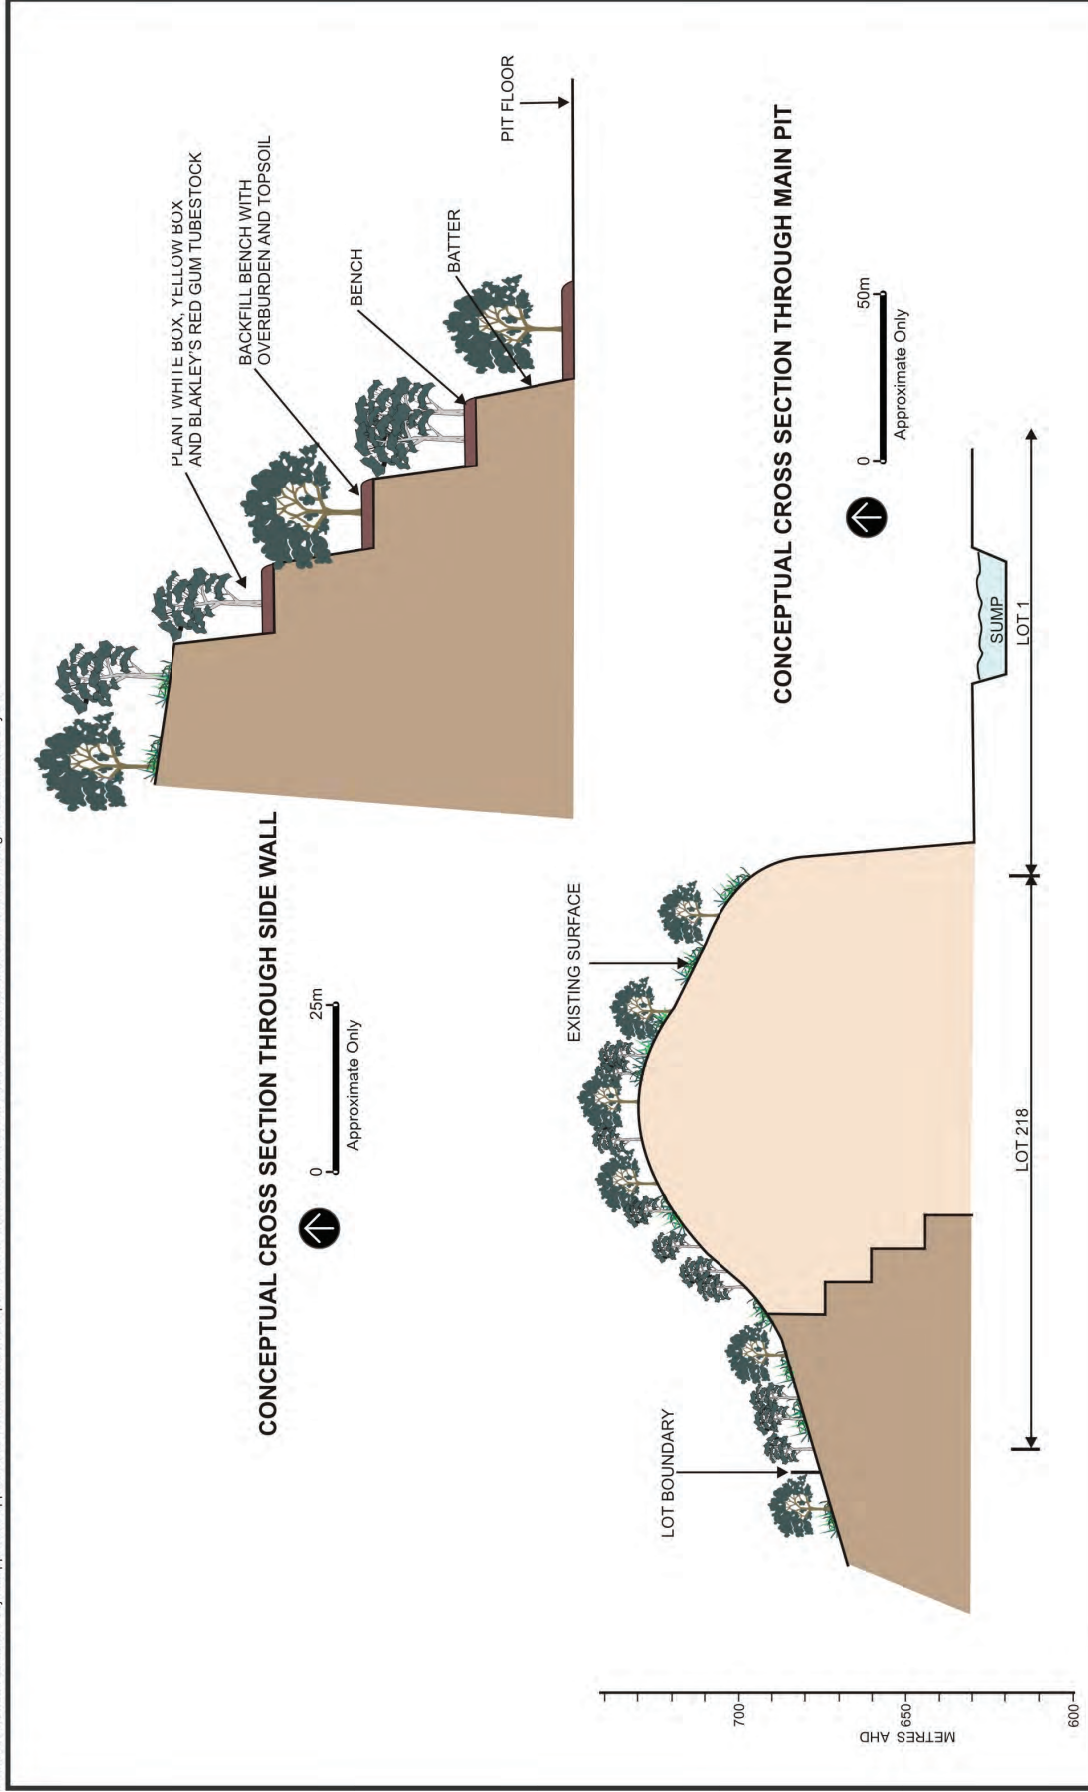 PLANT WHITE BOX, YELLOW BOX
AND BLAKLEY'S RED GUM TUBESTOCK
BACKFILL BENCH WITH
OVERBURDEN AND TOPSOIL
BENCH
BATTER
PIT FLOOR
CONCEPTUAL CROSS SECTION THROUGH SIDE WALL
0
25m
Approximate Only
EXISTING SURFACE
LOT BOUNDARY
CONCEPTUAL CROSS SECTION THROUGH MAIN PIT
0
50m
Approximate Only
SUMP
LOT 218
LOT 1
METRES AHD
700
650
600